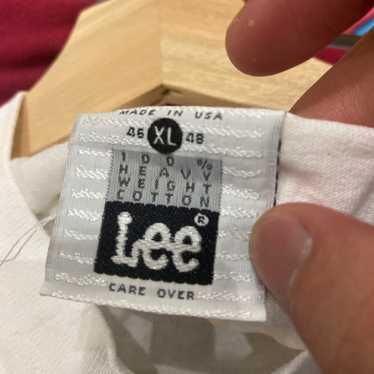 MADE IN USA
46 XL 48
100%
HEAVY
WEIGHT
COTTON
Lee ®
CARE OVER